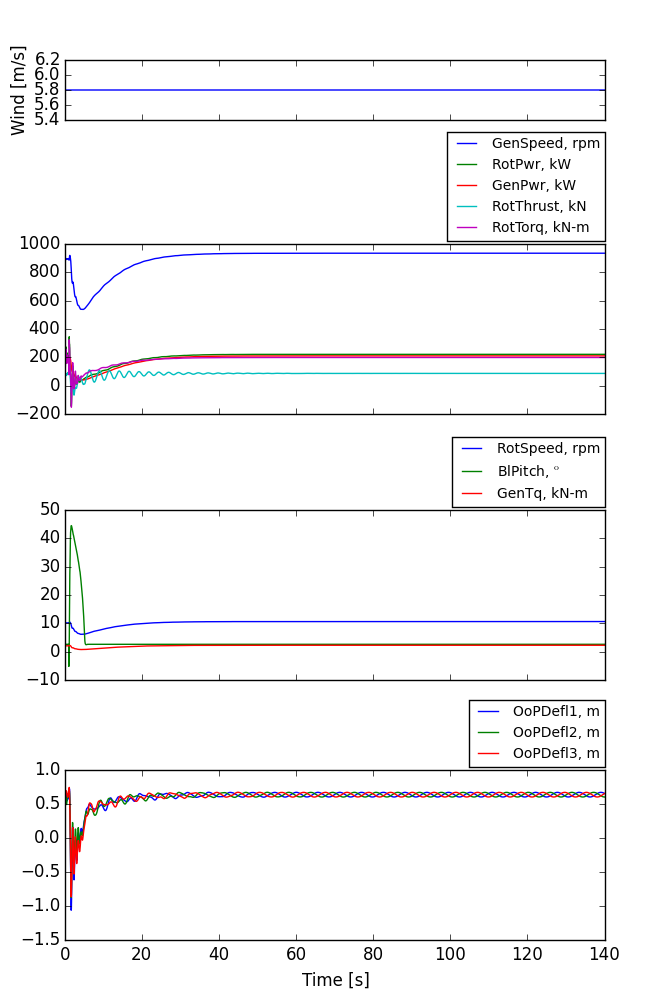 Wind [m/s]
6.2
6.0
5.8
5.6
5.4
GenSpeed, rpm
RotPwr, kW
GenPwr, kW
RotThrust, kN
RotTorq, kN-m
1000
800
600
400
200
0
−200
RotSpeed, rpm
BlPitch, °
GenTq, kN-m
50
40
30
20
10
0
−10
OoPDefl1, m
OoPDefl2, m
OoPDefl3, m
1.0
0.5
0.0
−0.5
−1.0
−1.5
0 20 40 60 80 100 120 140
Time [s]